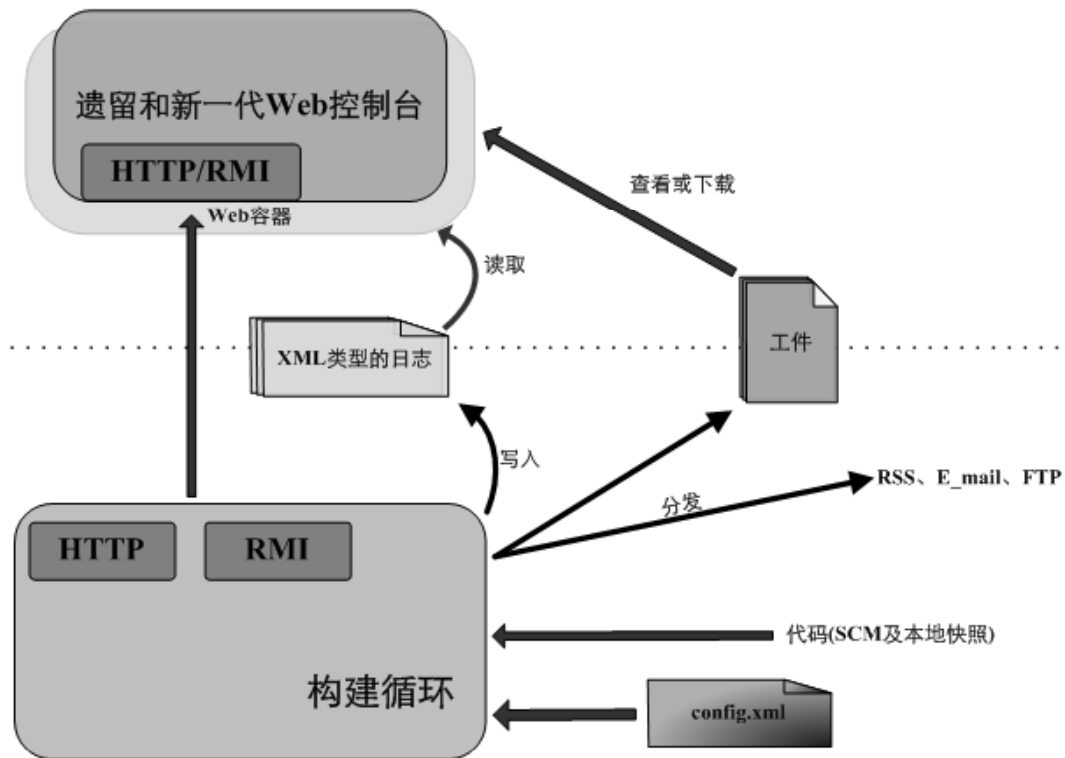 遗留和新一代Web控制台
HTTP/RMI
Web容器
查看或下载
读取
XML类型的日志
工件
写入
分发
RSS、E_mail、FTP
HTTP
RMI
代码(SCM及本地快照)
构建循环
config.xml